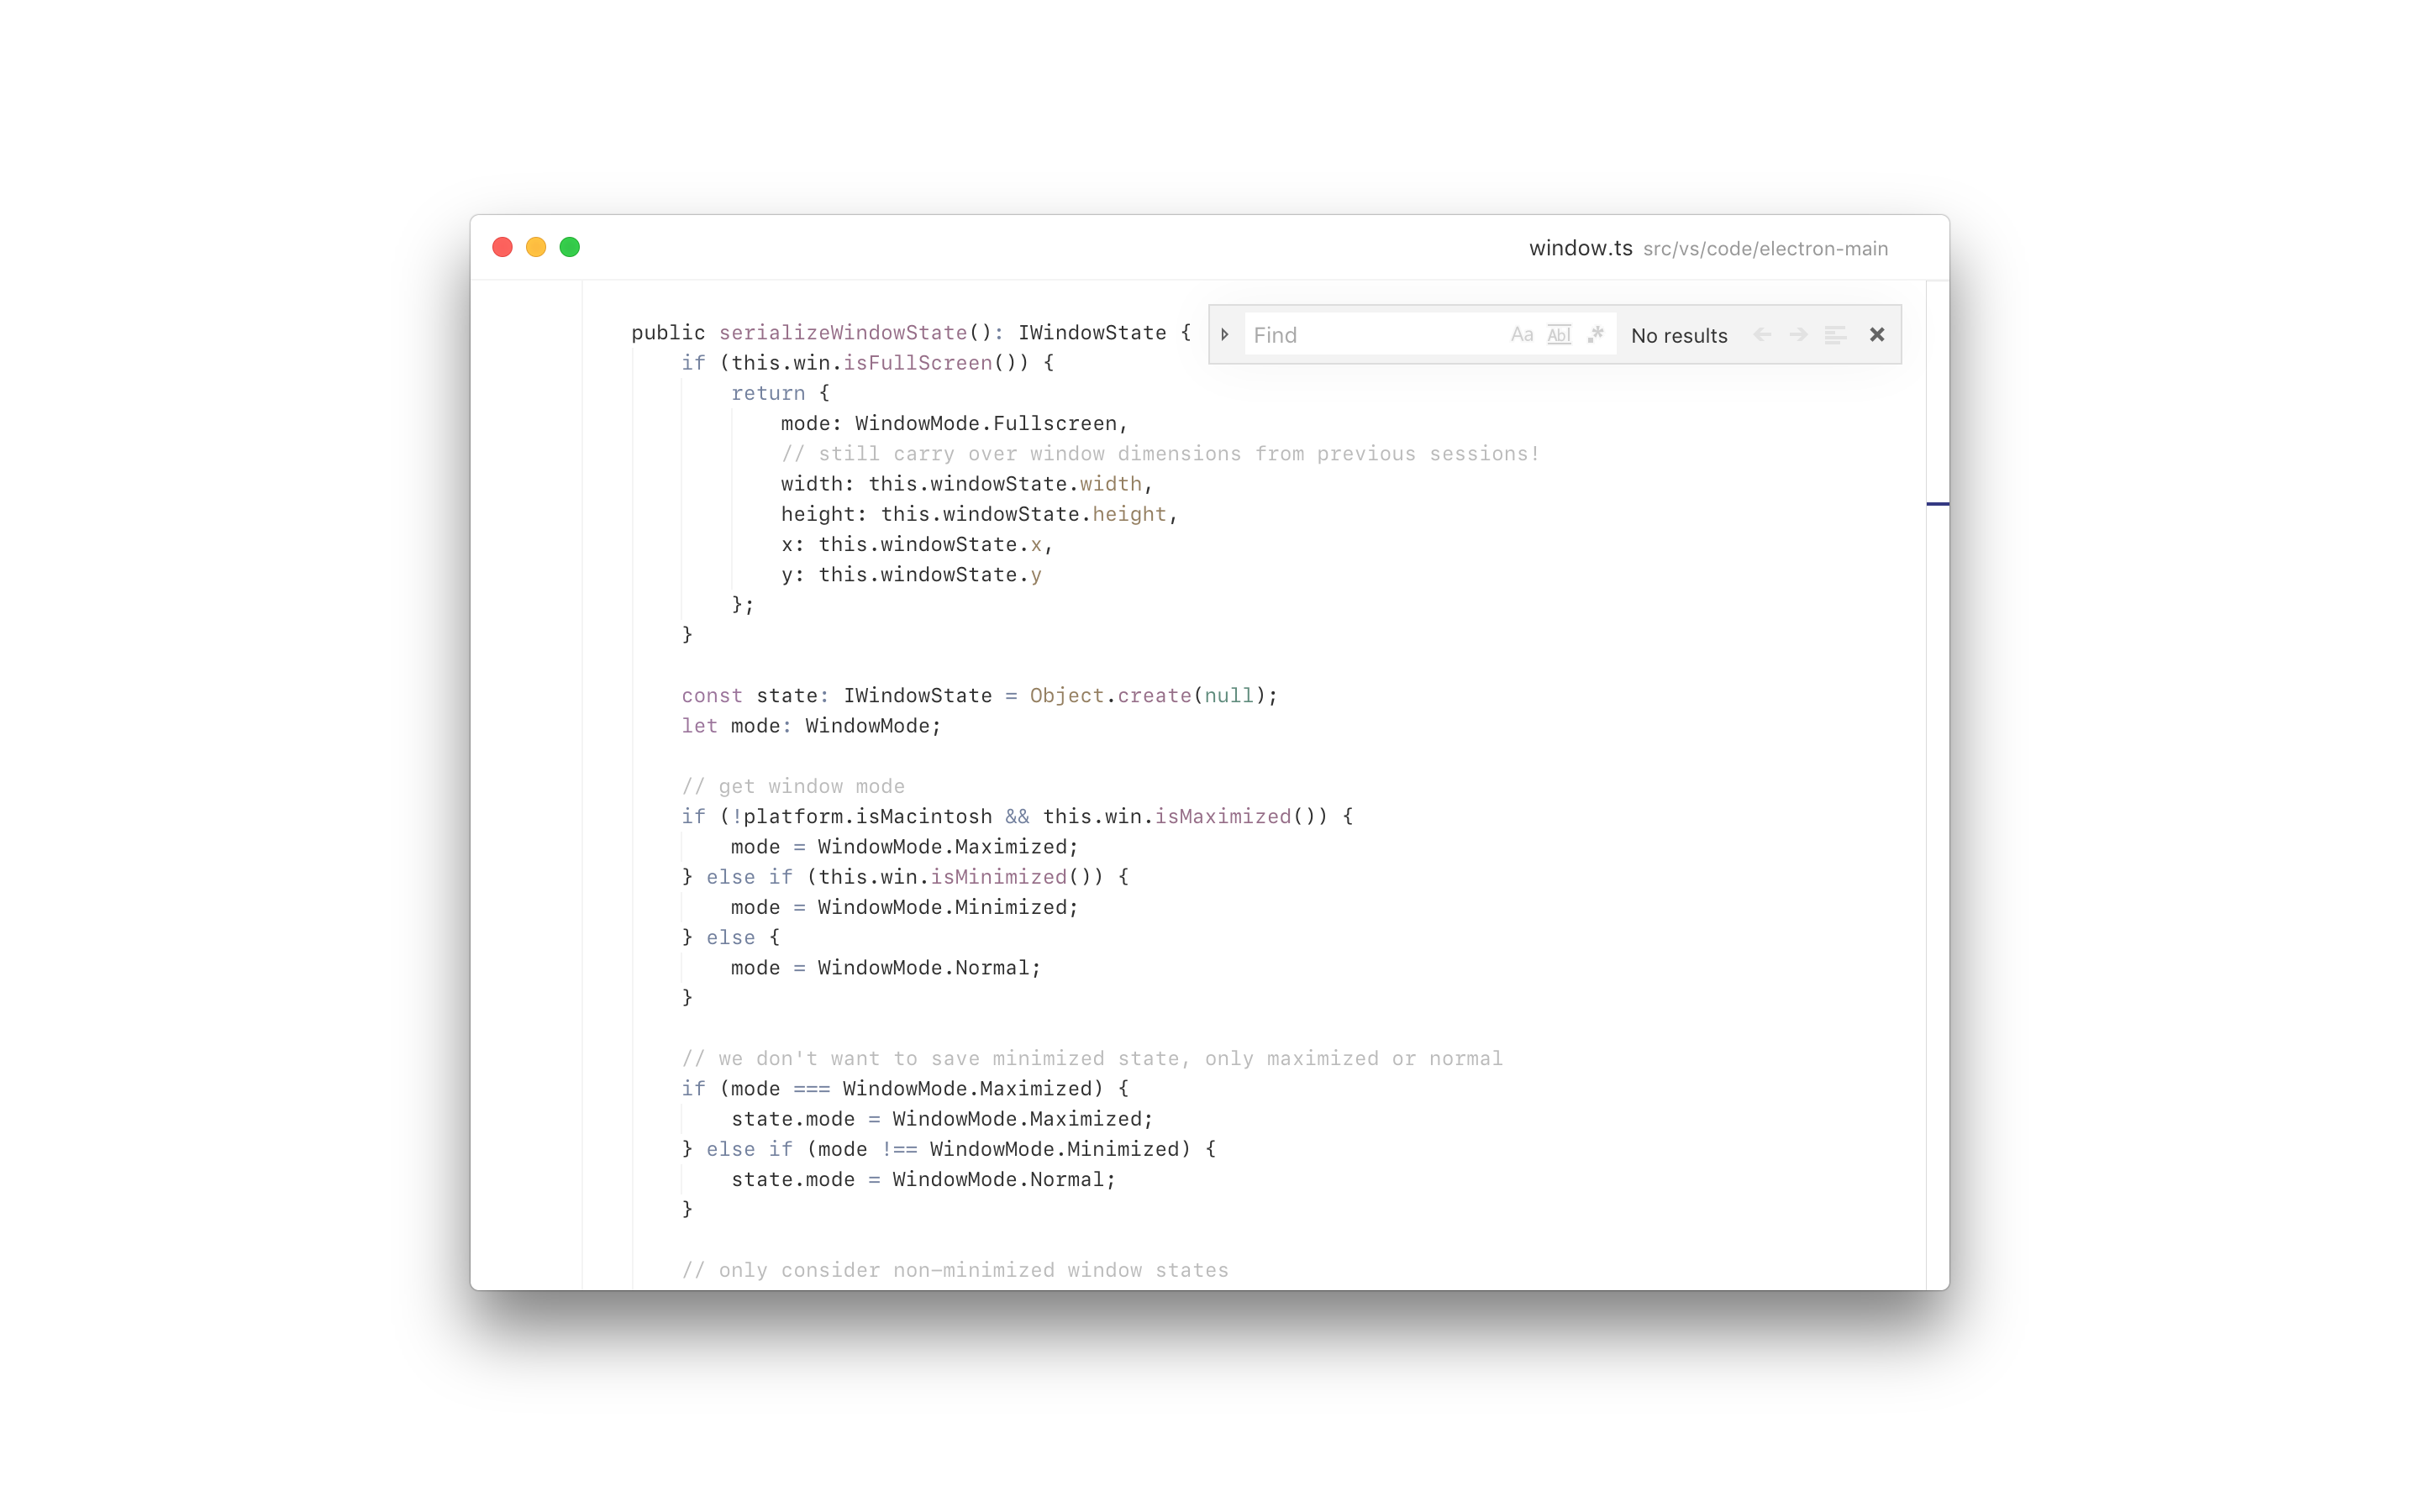 window.ts src/vs/code/electron-main
Find Aa Abl .* No results
public serializeWindowState(): IWindowState {
if (this.win.isFullScreen()) {
return {
mode: WindowMode.Fullscreen,
// still carry over window dimensions from previous sessions!
width: this.windowState.width,
height: this.windowState.height,
x: this.windowState.x,
y: this.windowState.y
};
}
const state: IWindowState = Object.create(null);
let mode: WindowMode;
// get window mode
if (!platform.isMacintosh && this.win.isMaximized()) {
mode = WindowMode.Maximized;
} else if (this.win.isMinimized()) {
mode = WindowMode.Minimized;
} else {
mode = WindowMode.Normal;
}
// we don't want to save minimized state, only maximized or normal
if (mode === WindowMode.Maximized) {
state.mode = WindowMode.Maximized;
} else if (mode !== WindowMode.Minimized) {
state.mode = WindowMode.Normal;
}
// only consider non-minimized window states